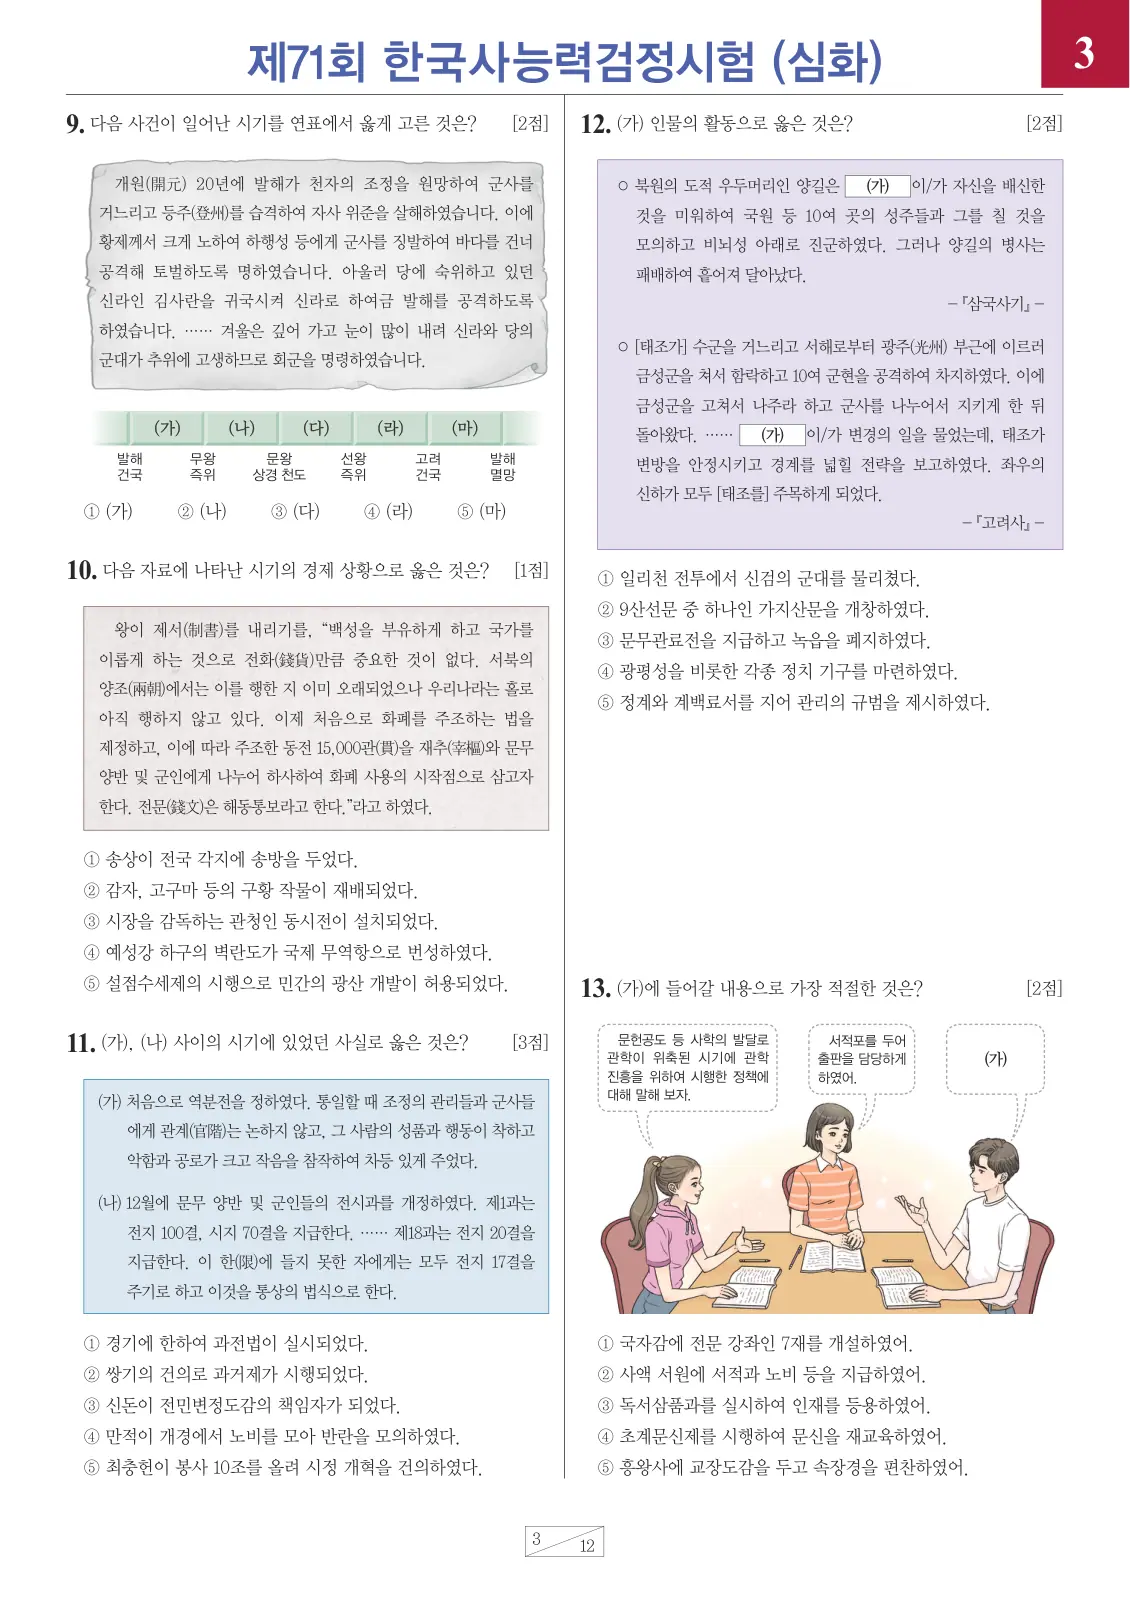 제71회 한국사능력검정시험 (심화)
3
9. 다음 사건이 일어난 시기를 연표에서 옳게 고른 것은? [2점]
개원(開元) 20년에 발해가 천자의 조정을 원망하여 군사를
거느리고 등주(登州)를 습격하여 자사 위준을 살해하였습니다. 이에
황제께서 크게 노하여 하행성 등에게 군사를 징발하여 바다를 건너
공격해 토벌하도록 명하였습니다. 아울러 당에 숙위하고 있던
신라인 김사란을 귀국시켜 신라로 하여금 발해를 공격하도록
하였습니다. …… 겨울은 깊어 가고 눈이 많이 내려 신라와 당의
군대가 추위에 고생하므로 회군을 명령하였습니다.
(가) (나) (다) (라) (마)
발해 무왕 문왕 선왕 고려 발해
건국 즉위 상경 천도 즉위 건국 멸망
① (가) ② (나) ③ (다) ④ (라) ⑤ (마)
10. 다음 자료에 나타난 시기의 경제 상황으로 옳은 것은? [1점]
왕이 제서(制書)를 내리기를, “백성을 부유하게 하고 국가를
이롭게 하는 것으로 전화(錢貨)만큼 중요한 것이 없다. 서북의
양조(兩朝)에서는 이를 행한 지 이미 오래되었으나 우리나라는 홀로
아직 행하지 않고 있다. 이제 처음으로 화폐를 주조하는 법을
제정하고, 이에 따라 주조한 동전 15,000관(貫)을 재추(宰樞)와 문무
양반 및 군인에게 나누어 하사하여 화폐 사용의 시작점으로 삼고자
한다. 전문(錢文)은 해동통보라고 한다.”라고 하였다.
① 송상이 전국 각지에 송방을 두었다.
② 감자, 고구마 등의 구황 작물이 재배되었다.
③ 시장을 감독하는 관청인 동시전이 설치되었다.
④ 예성강 하구의 벽란도가 국제 무역항으로 번성하였다.
⑤ 설점수세제의 시행으로 민간의 광산 개발이 허용되었다.
11. (가), (나) 사이의 시기에 있었던 사실로 옳은 것은? [3점]
(가) 처음으로 역분전을 정하였다. 통일할 때 조정의 관리들과 군사들
에게 관계(官階)는 논하지 않고, 그 사람의 성품과 행동이 착하고
악함과 공로가 크고 작음을 참작하여 차등 있게 주었다.
(나) 12월에 문무 양반 및 군인들의 전시과를 개정하였다. 제1과는
전지 100결, 시지 70결을 지급한다. …… 제18과는 전지 20결을
지급한다. 이 한(限)에 들지 못한 자에게는 모두 전지 17결을
주기로 하고 이것을 통상의 법식으로 한다.
① 경기에 한하여 과전법이 실시되었다.
② 쌍기의 건의로 과거제가 시행되었다.
③ 신돈이 전민변정도감의 책임자가 되었다.
④ 만적이 개경에서 노비를 모아 반란을 모의하였다.
⑤ 최충헌이 봉사 10조를 올려 시정 개혁을 건의하였다.
12. (가) 인물의 활동으로 옳은 것은? [2점]
○ 북원의 도적 우두머리인 양길은 (가) 이/가 자신을 배신한
것을 미워하여 국원 등 10여 곳의 성주들과 그를 칠 것을
모의하고 비뇌성 아래로 진군하였다. 그러나 양길의 병사는
패배하여 흩어져 달아났다.
-『삼국사기』-
○ [태조가] 수군을 거느리고 서해로부터 광주(光州) 부근에 이르러
금성군을 쳐서 함락하고 10여 군현을 공격하여 차지하였다. 이에
금성군을 고쳐서 나주라 하고 군사를 나누어서 지키게 한 뒤
돌아왔다. …… (가) 이/가 변경의 일을 물었는데, 태조가
변방을 안정시키고 경계를 넓힐 전략을 보고하였다. 좌우의
신하가 모두 [태조를] 주목하게 되었다.
-『고려사』-
① 일리천 전투에서 신검의 군대를 물리쳤다.
② 9산선문 중 하나인 가지산문을 개창하였다.
③ 문무관료전을 지급하고 녹읍을 폐지하였다.
④ 광평성을 비롯한 각종 정치 기구를 마련하였다.
⑤ 정계와 계백료서를 지어 관리의 규범을 제시하였다.
13. (가)에 들어갈 내용으로 가장 적절한 것은? [2점]
문헌공도 등 사학의 발달로
관학이 위축된 시기에 관학
진흥을 위하여 시행한 정책에
대해 말해 보자.
서적포를 두어
출판을 담당하게
하였어.
(가)
① 국자감에 전문 강좌인 7재를 개설하였어.
② 사액 서원에 서적과 노비 등을 지급하였어.
③ 독서삼품과를 실시하여 인재를 등용하였어.
④ 초계문신제를 시행하여 문신을 재교육하였어.
⑤ 흥왕사에 교장도감을 두고 속장경을 편찬하였어.
3
12